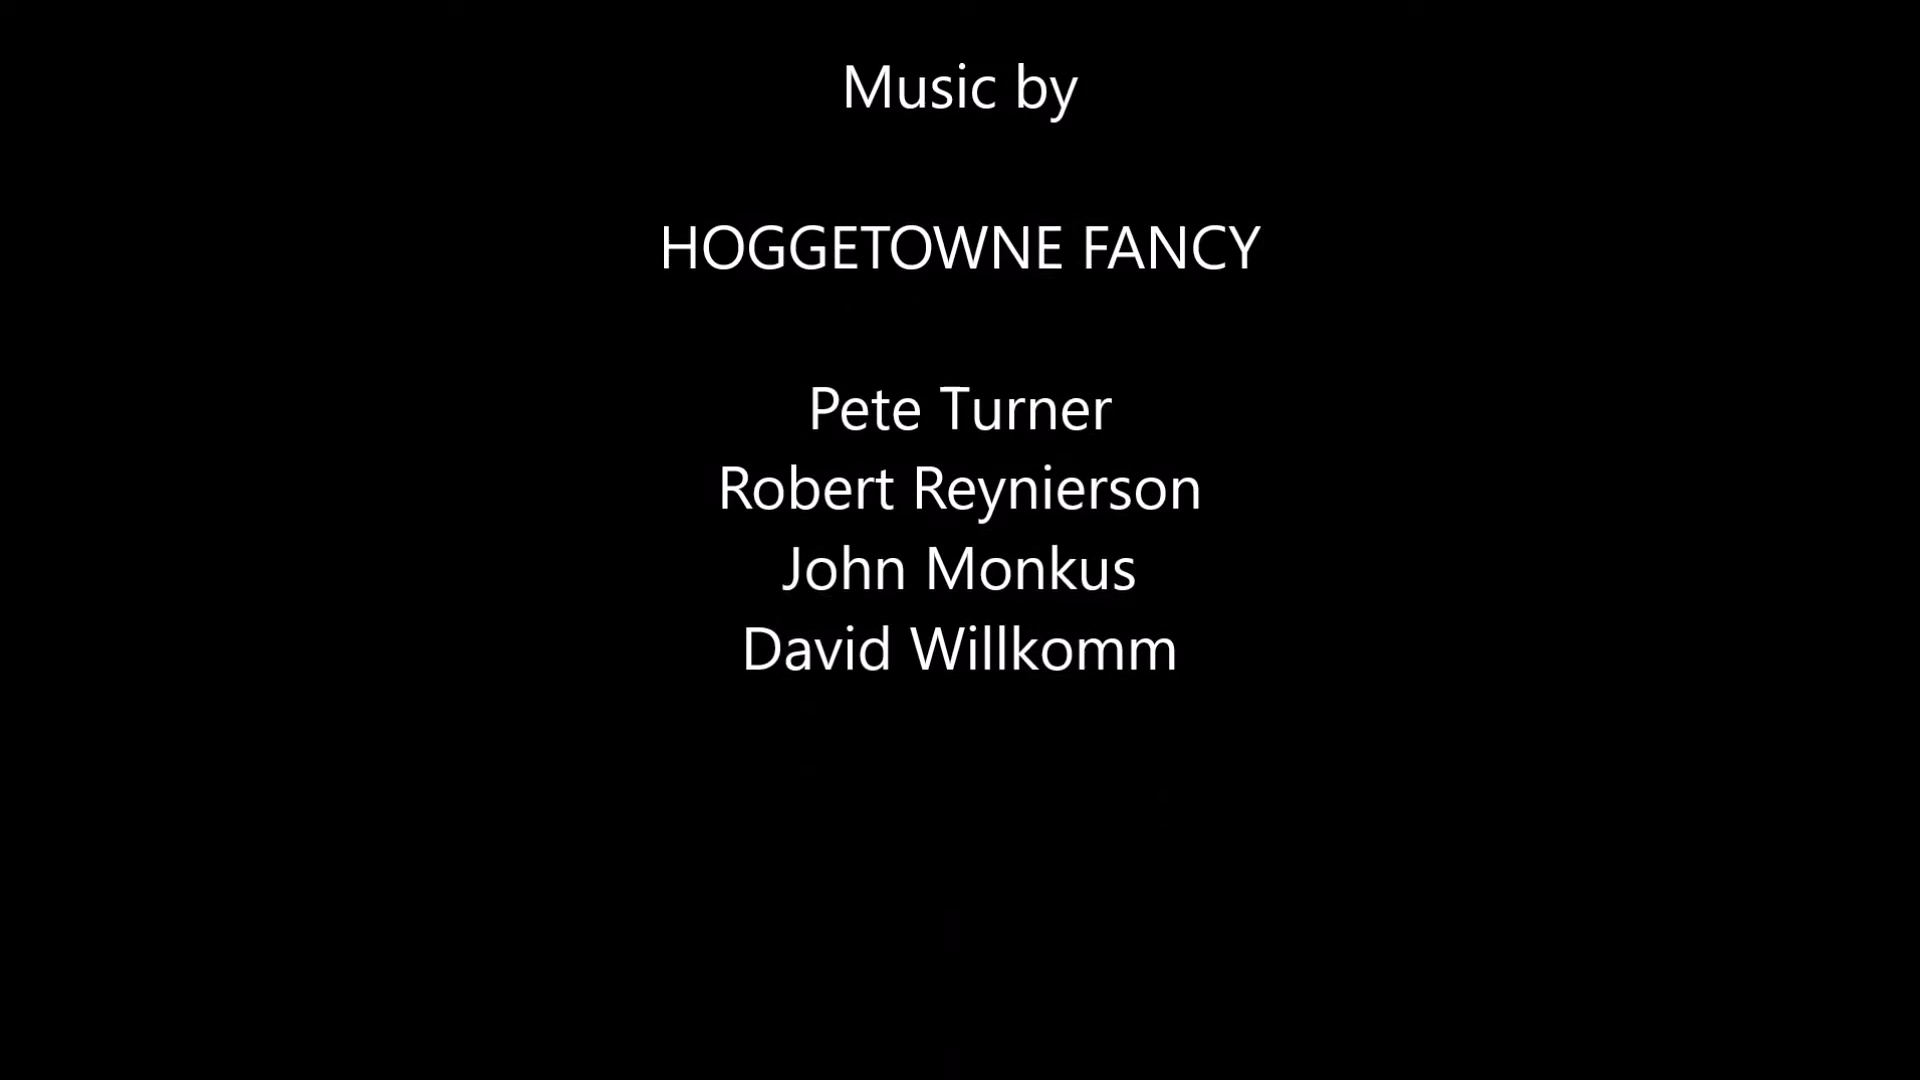 Music by
HOGGETOWNE FANCY
Pete Turner
Robert Reynierson
John Monkus
David Willkomm